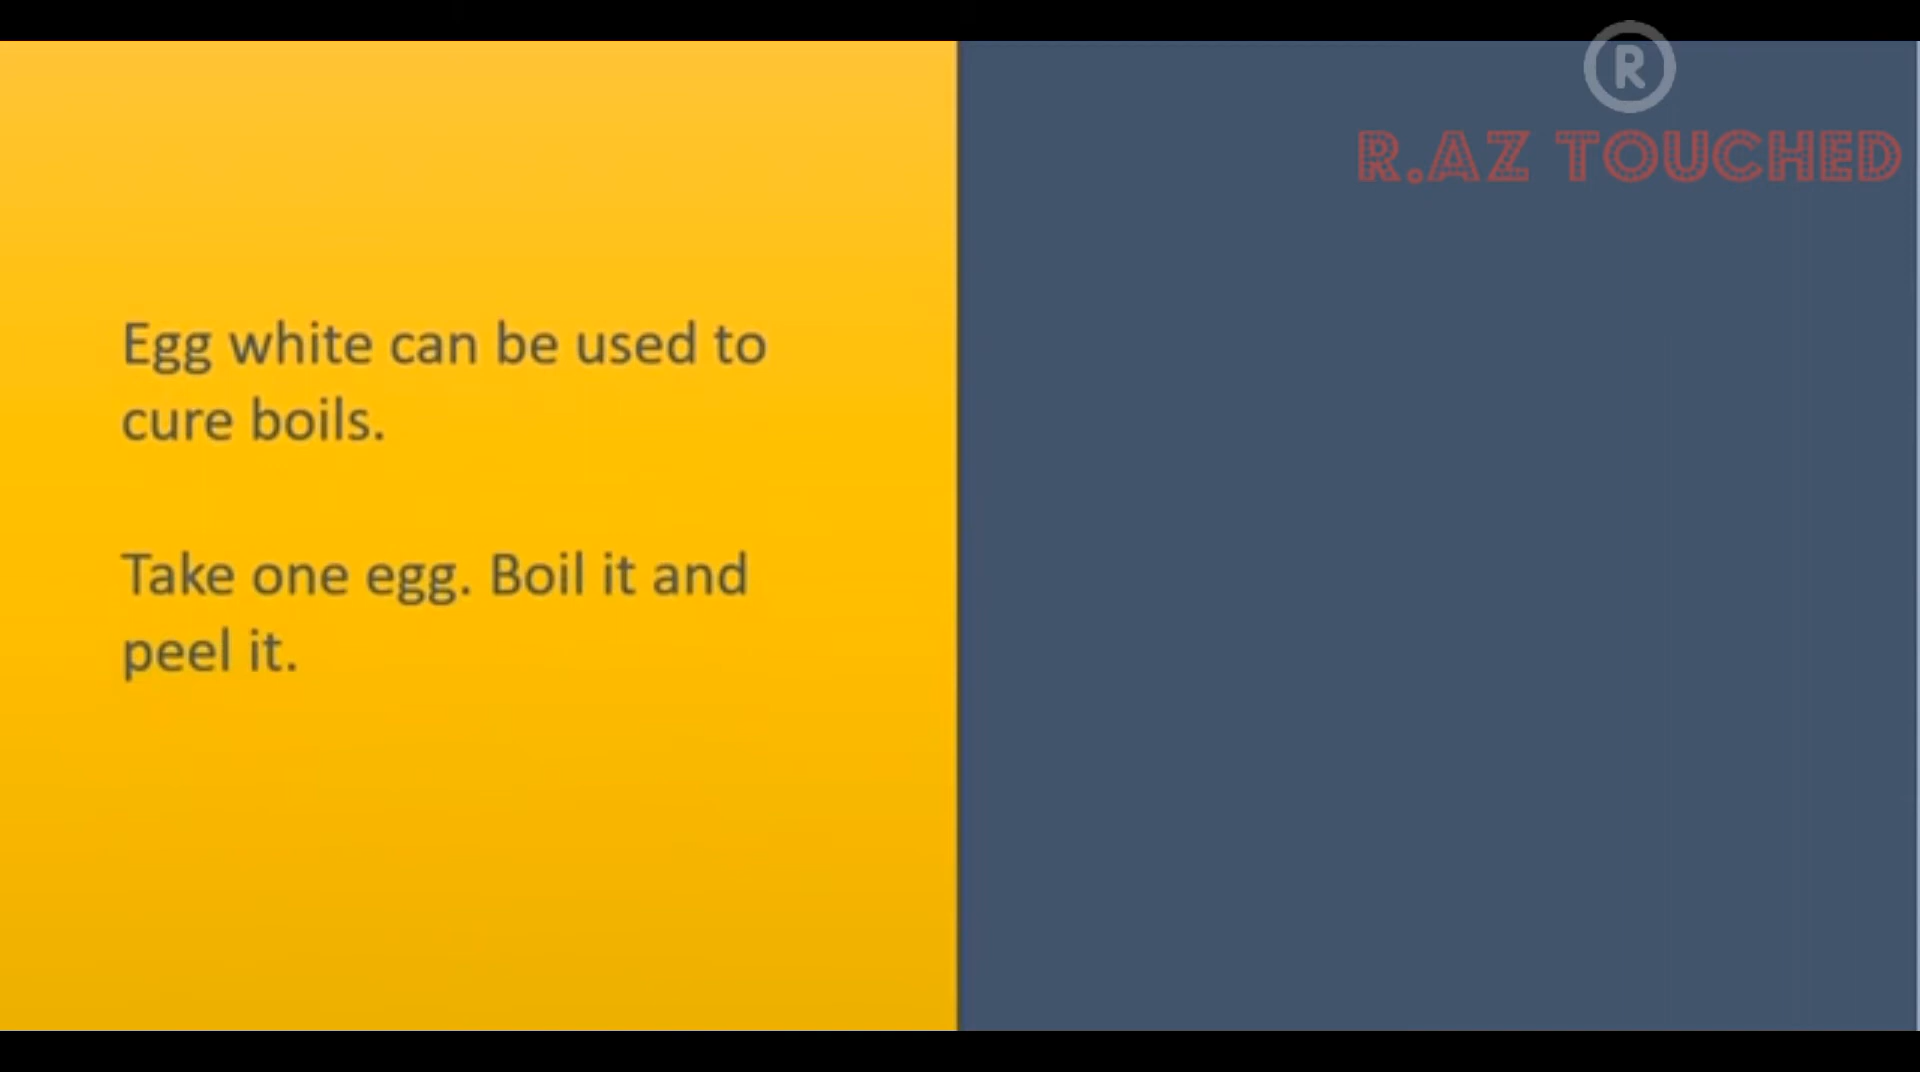 ®
R.AZ TOUCHED
Egg white can be used to
cure boils.
Take one egg. Boil it and
peel it.